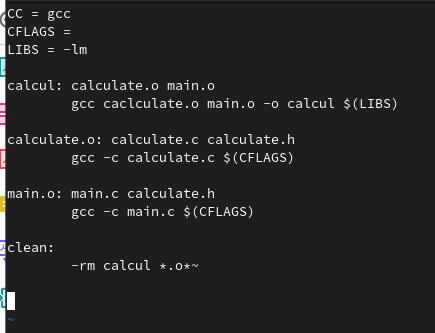 CC = gcc
CFLAGS =
LIBS = -lm
calcul: calculate.o main.o
gcc caclculate.o main.o -o calcul $(LIBS)
calculate.o: calculate.c calculate.h
gcc -c calculate.c $(CFLAGS)
main.o: main.c calculate.h
gcc -c main.c $(CFLAGS)
clean:
-rm calcul *.o*~
~